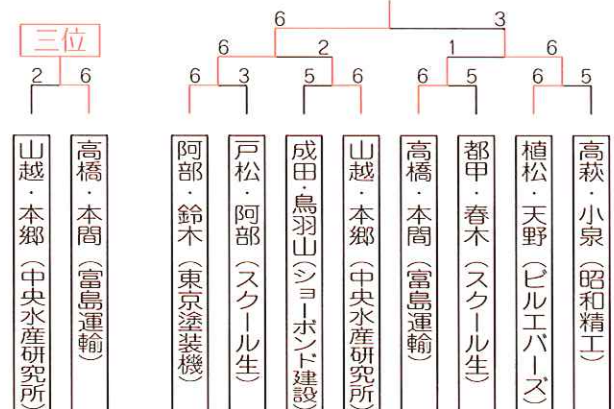 6 3
三位
6 2 1 6
2 6 6 3 5 6 6 5 6 5
山越・本郷(中央水産研究所)
高橋・本間(富島運輸)
阿部・鈴木(東京塗装機)
戸松・阿部(スクール生)
成田・鳥羽山(ショーボンド建設)
山越・本郷(中央水産研究所)
高橋・本間(富島運輸)
都甲・春木(スクール生)
植松・天野(ビルエバーズ)
高萩・小泉(昭和精工)